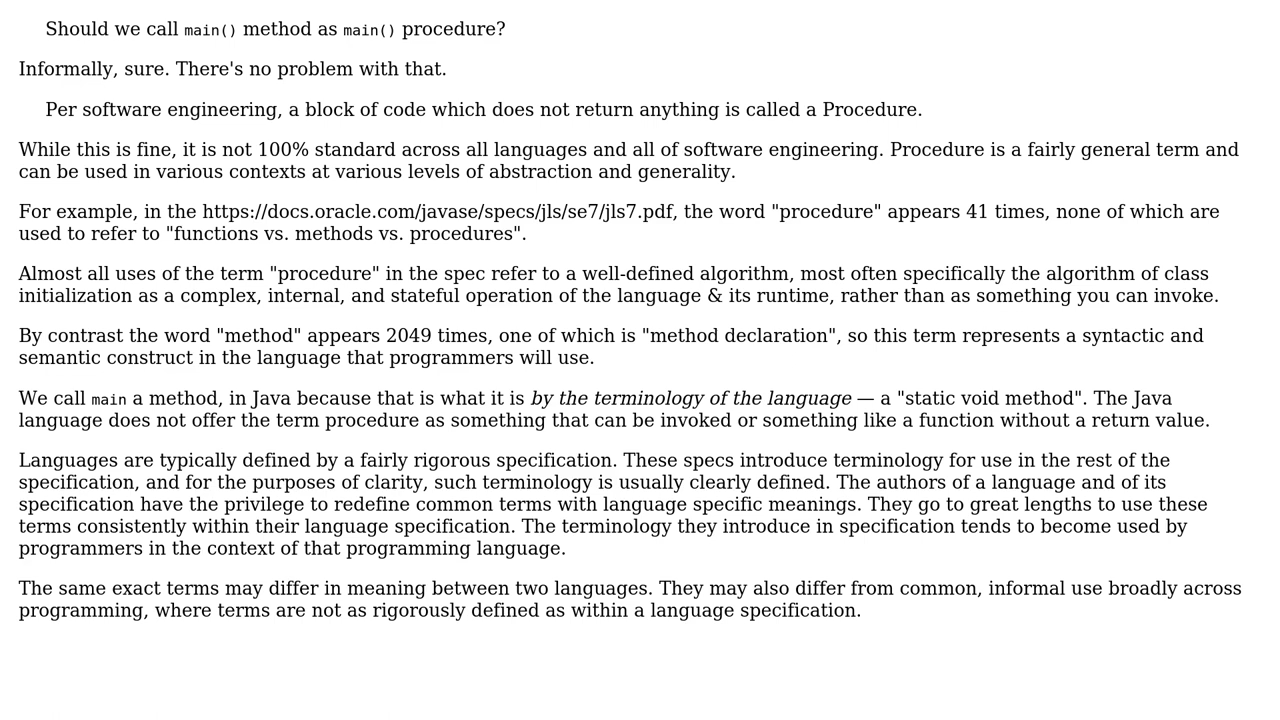 Should we call main() method as main() procedure?
Informally, sure. There's no problem with that.
Per software engineering, a block of code which does not return anything is called a Procedure.
While this is fine, it is not 100% standard across all languages and all of software engineering. Procedure is a fairly general term and
can be used in various contexts at various levels of abstraction and generality.
For example, in the https://docs.oracle.com/javase/specs/jls/se7/jls7.pdf, the word "procedure" appears 41 times, none of which are
used to refer to "functions vs. methods vs. procedures".
Almost all uses of the term "procedure" in the spec refer to a well-defined algorithm, most often specifically the algorithm of class
initialization as a complex, internal, and stateful operation of the language & its runtime, rather than as something you can invoke.
By contrast the word "method" appears 2049 times, one of which is "method declaration", so this term represents a syntactic and
semantic construct in the language that programmers will use.
We call main a method, in Java because that is what it is by the terminology of the language — a "static void method". The Java
language does not offer the term procedure as something that can be invoked or something like a function without a return value.
Languages are typically defined by a fairly rigorous specification. These specs introduce terminology for use in the rest of the
specification, and for the purposes of clarity, such terminology is usually clearly defined. The authors of a language and of its
specification have the privilege to redefine common terms with language specific meanings. They go to great lengths to use these
terms consistently within their language specification. The terminology they introduce in specification tends to become used by
programmers in the context of that programming language.
The same exact terms may differ in meaning between two languages. They may also differ from common, informal use broadly across
programming, where terms are not as rigorously defined as within a language specification.